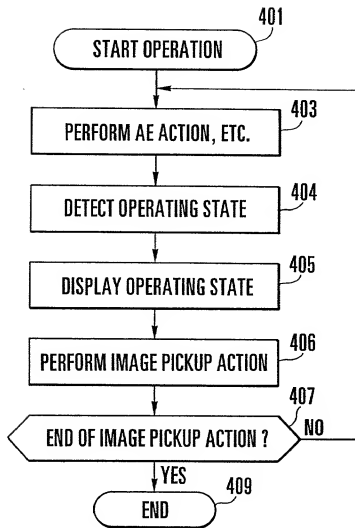 401
START OPERATION
403
PERFORM AE ACTION, ETC.
404
DETECT OPERATING STATE
405
DISPLAY OPERATING STATE
406
PERFORM IMAGE PICKUP ACTION
407
END OF IMAGE PICKUP ACTION ?
NO
YES
409
END